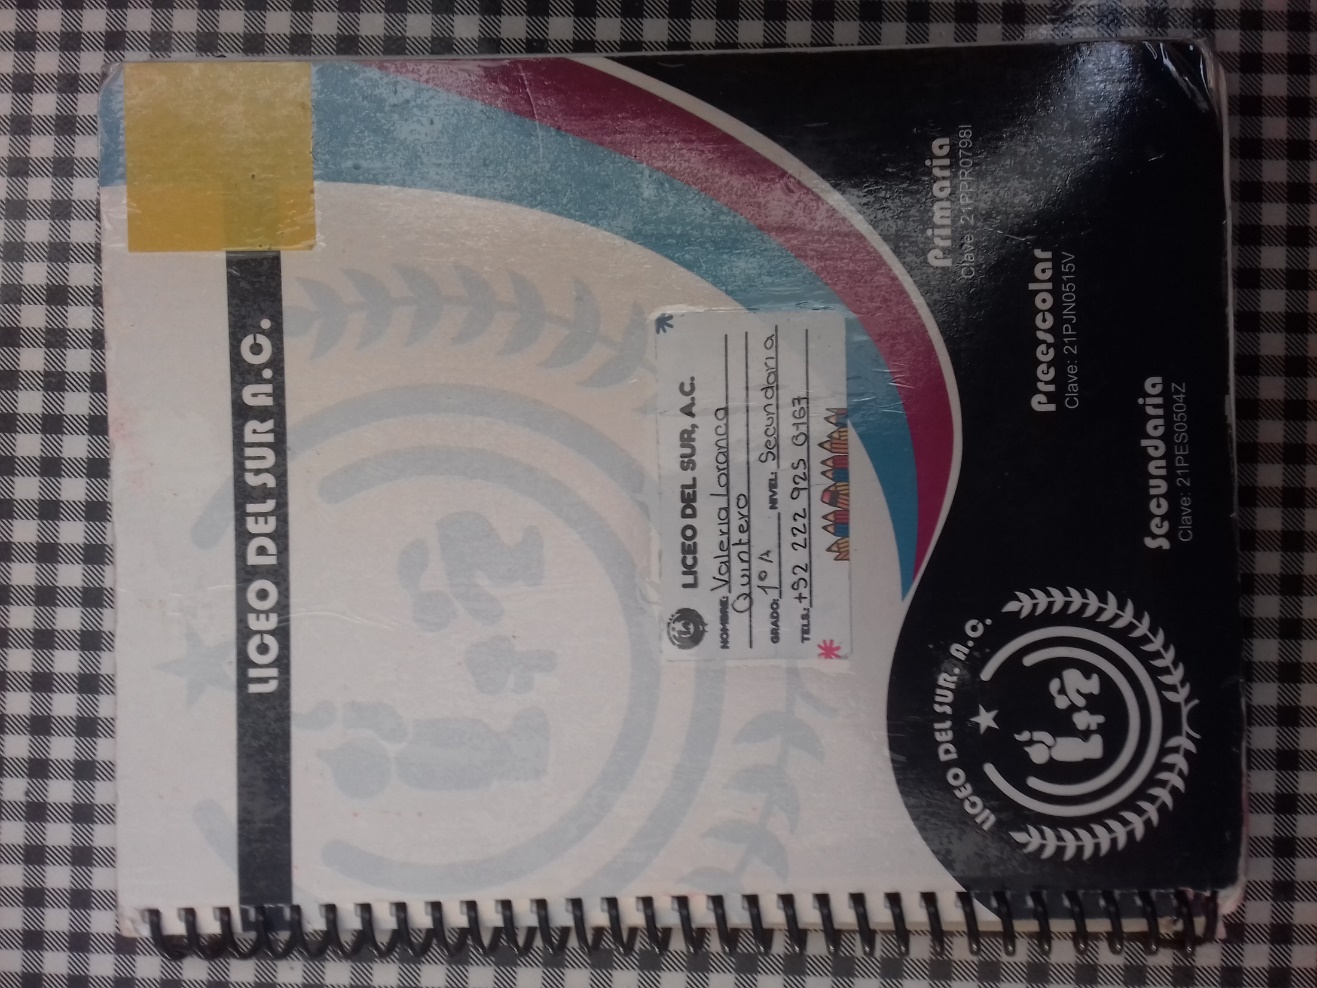 LICEO DEL SUR A.C.
LICEO DEL SUR, A.C.
NOMBRE: Valeria Loranca
Quintero
GRADO: 1° A NIVEL: Secundaria
TELS.: +52 222 925 6167
Primaria
Clave: 21PPR0798I
Preescolar
Clave: 21PJN0515V
Secundaria
Clave: 21PES0504Z
LICEO DEL SUR. A.C.